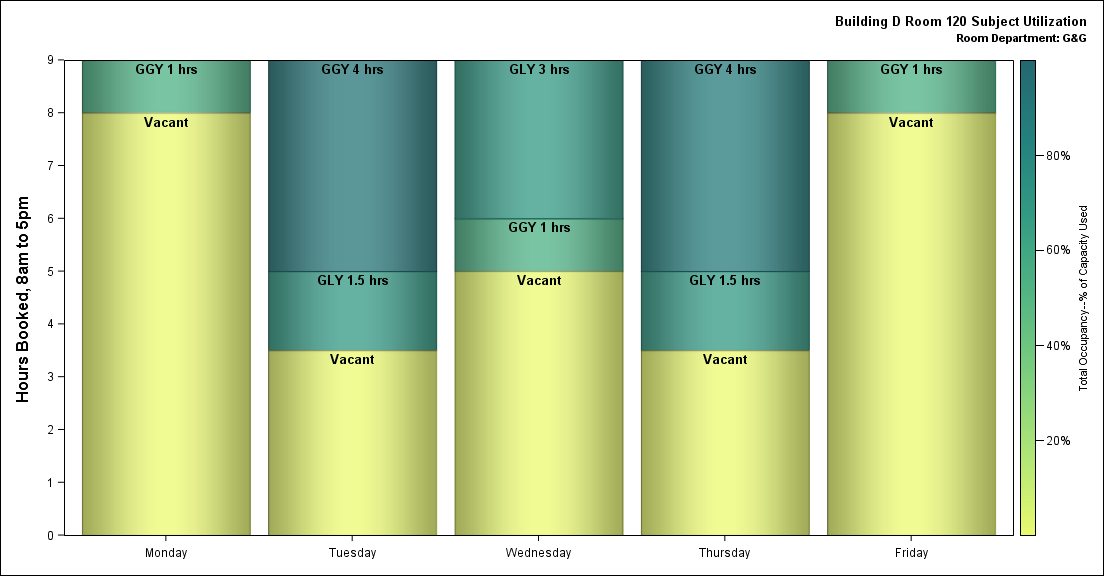 Building D Room 120 Subject Utilization
Room Department: G&G
Hours Booked, 8am to 5pm
9
8
7
6
5
4
3
2
1
0
GGY 1 hrs
Vacant
GGY 4 hrs
GLY 1.5 hrs
Vacant
GLY 3 hrs
GGY 1 hrs
Vacant
GGY 4 hrs
GLY 1.5 hrs
Vacant
GGY 1 hrs
Vacant
Monday
Tuesday
Wednesday
Thursday
Friday
80%
60%
40%
20%
Total Occupancy--% of Capacity Used